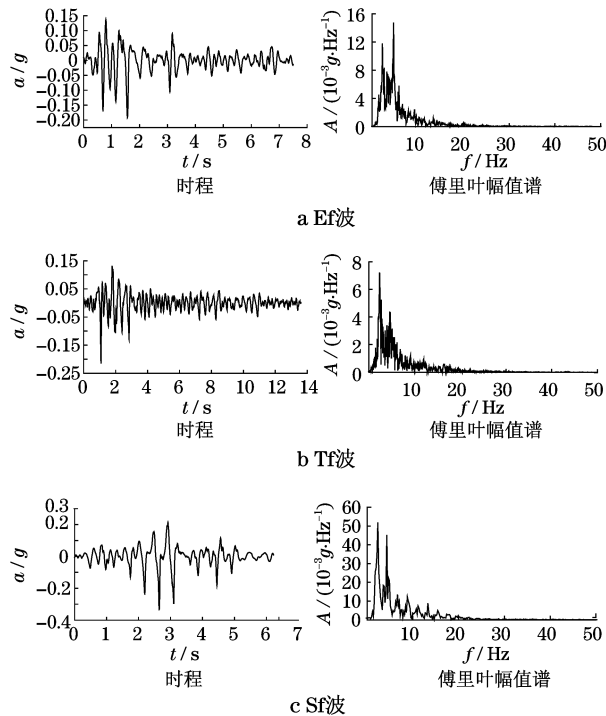 0.15
0.10
0.05
0
−0.05
−0.10
−0.15
−0.20
a / g
0 1 2 3 4 5 6 7 8
t / s
时程
16
12
8
4
A / (10⁻³g·Hz⁻¹)
0 10 20 30 40 50
f / Hz
傅里叶幅值谱
a Ef波
0.15
0.05
−0.05
−0.15
−0.25
a / g
0 2 4 6 8 10 12 14
t / s
时程
8
6
4
2
0
A / (10⁻³g·Hz⁻¹)
10 20 30 40 50
f / Hz
傅里叶幅值谱
b Tf波
0.3
0.2
0
−0.2
−0.4
a / g
0 1 2 3 4 5 6 7
t / s
时程
60
50
40
30
20
10
0
A / (10⁻³g·Hz⁻¹)
10 20 30 40 50
f / Hz
傅里叶幅值谱
c Sf波